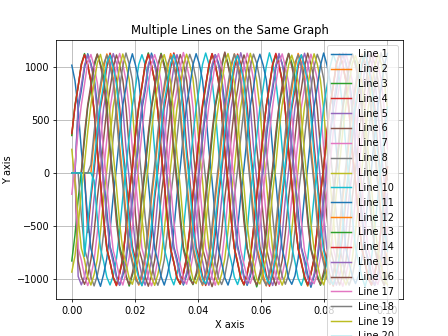 Multiple Lines on the Same Graph
Y axis
1000
500
0
−500
−1000
0.00
0.02
0.04
0.06
X axis
Line 1
Line 2
Line 3
Line 4
Line 5
Line 6
Line 7
Line 8
Line 9
Line 10
Line 11
Line 12
Line 13
Line 14
Line 15
Line 16
Line 17
Line 18
Line 19